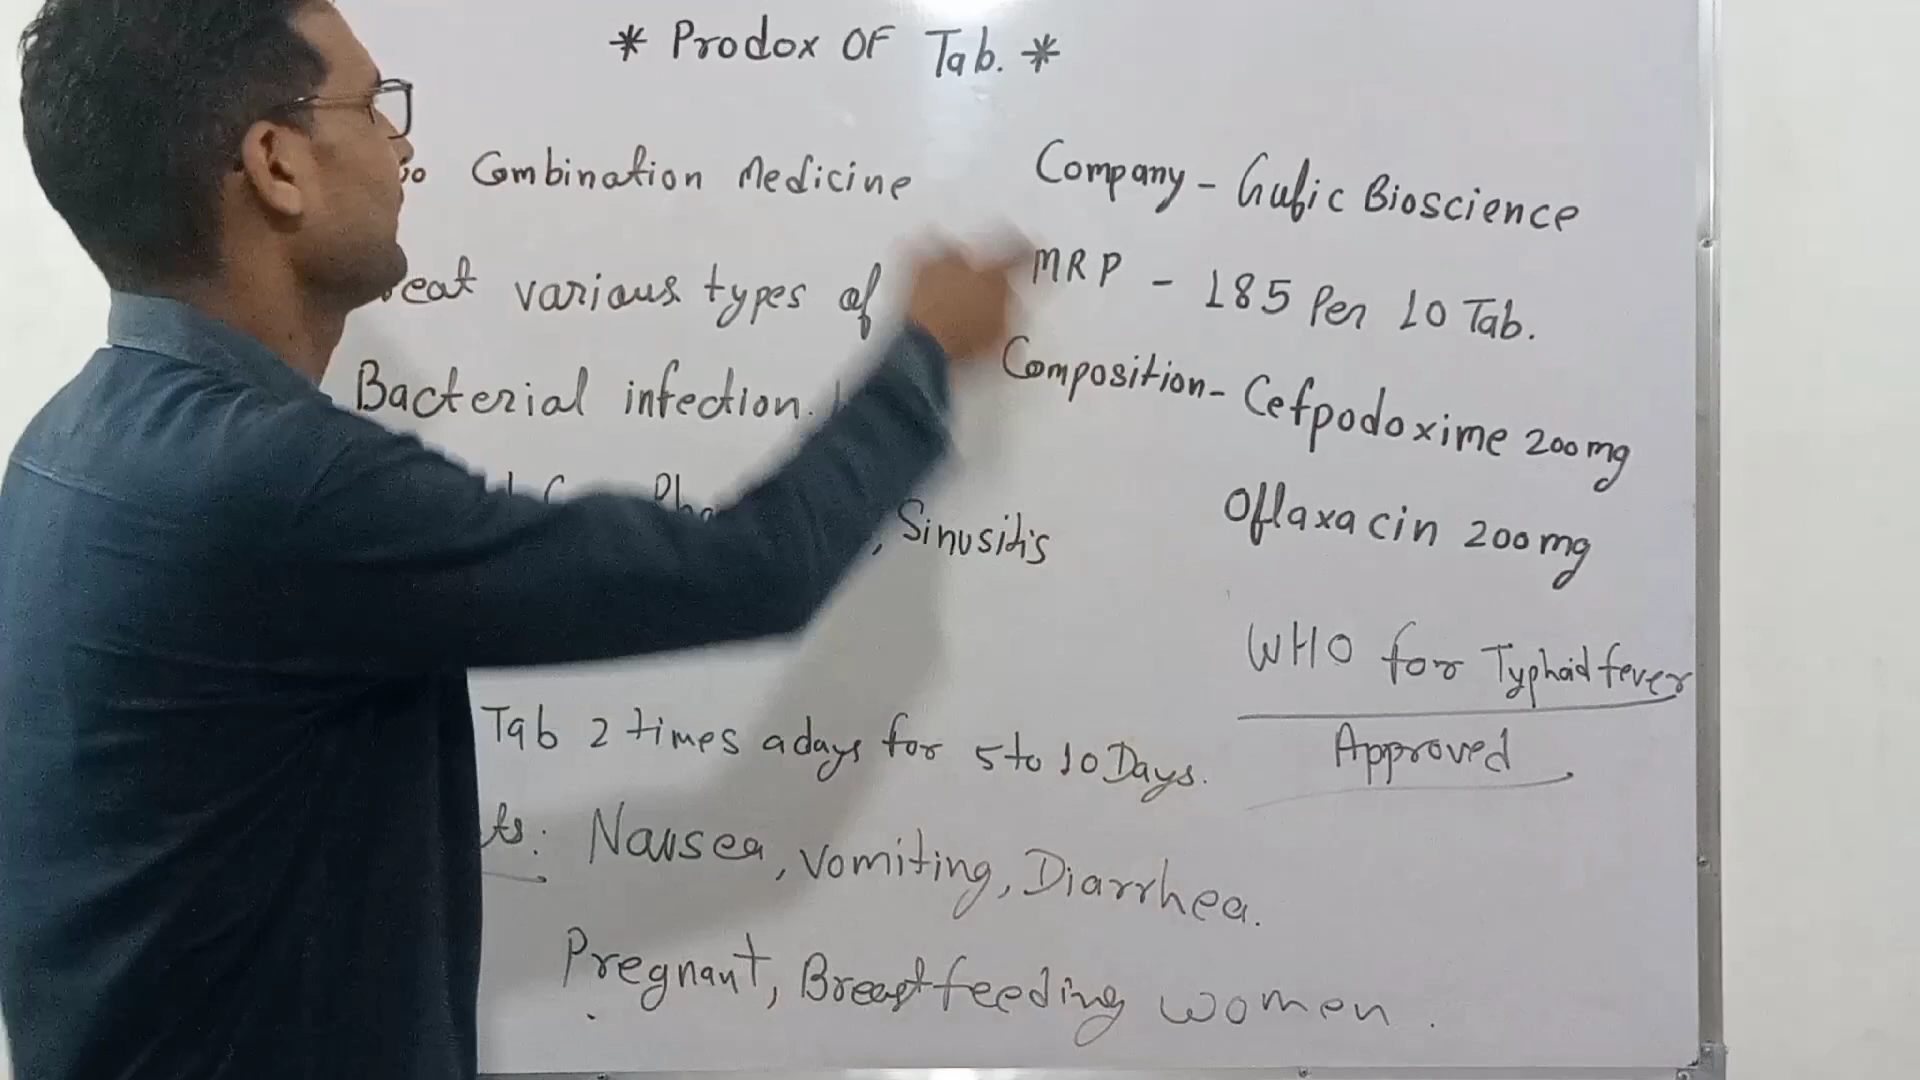 * Prodox OF Tab. *
Combination Medicine
various types of
Bacterial infection.
, Sinusitis
Tab 2 times a days for 5 to 10 Days.
Nausea, Vomiting, Diarrhea.
Pregnant, Breastfeeding women.
Company - Gufic Bioscience
MRP - 185 Per 10 Tab.
Composition - Cefpodoxime 200mg
Oflaxacin 200mg
WHO for Typhoid fever
Approved